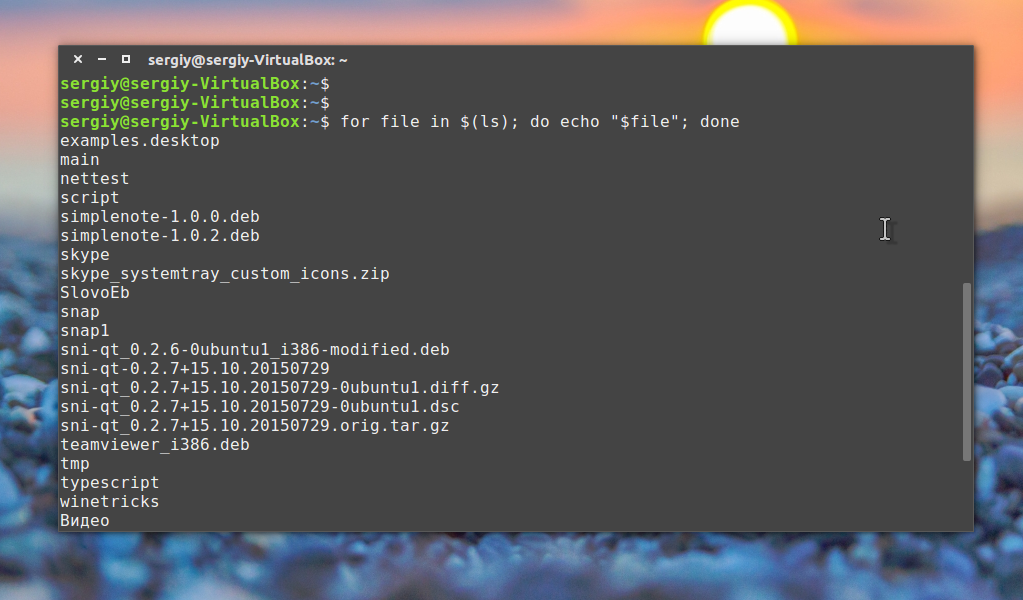 sergiy@sergiy-VirtualBox: ~
sergiy@sergiy-VirtualBox:~$
sergiy@sergiy-VirtualBox:~$
sergiy@sergiy-VirtualBox:~$ for file in $(ls); do echo "$file"; done
examples.desktop
main
nettest
script
simplenote-1.0.0.deb
simplenote-1.0.2.deb
skype
skype_systemtray_custom_icons.zip
SlovoEb
snap
snap1
sni-qt_0.2.6-0ubuntu1_i386-modified.deb
sni-qt-0.2.7+15.10.20150729
sni-qt_0.2.7+15.10.20150729-0ubuntu1.diff.gz
sni-qt_0.2.7+15.10.20150729-0ubuntu1.dsc
sni-qt_0.2.7+15.10.20150729.orig.tar.gz
teamviewer_i386.deb
tmp
typescript
winetricks
Видео